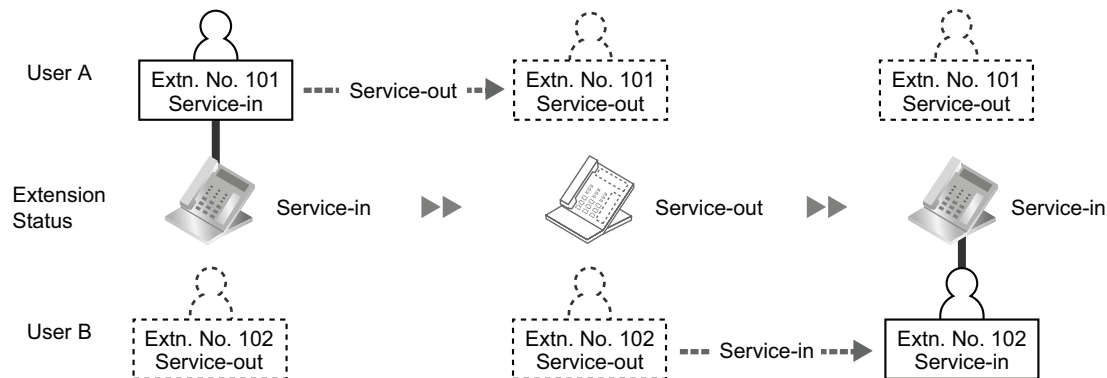 User A
Extn. No. 101
Service-in
Service-out
Extn. No. 101
Service-out
Extn. No. 101
Service-out
Extension
Status
Service-in
Service-out
Service-in
User B
Extn. No. 102
Service-out
Extn. No. 102
Service-out
Service-in
Extn. No. 102
Service-in